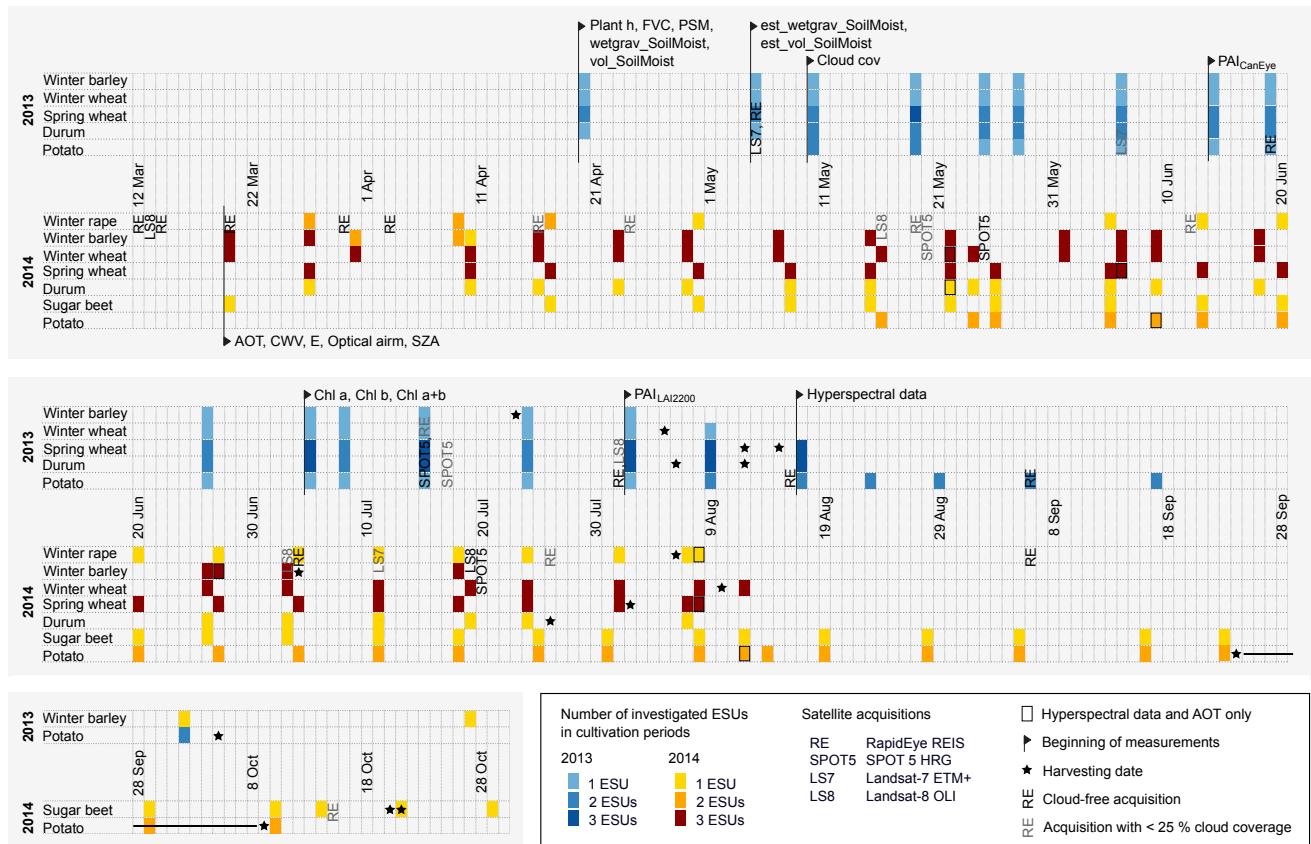 Plant h, FVC, PSM,
wetgrav_SoilMoist,
vol_SoilMoist
est_wetgrav_SoilMoist,
est_vol_SoilMoist
Cloud cov
PAI CanEye
2013
Winter barley
Winter wheat
Spring wheat
Durum
Potato
LS7, RE
LS7
RE
12 Mar
22 Mar
1 Apr
11 Apr
21 Apr
1 May
11 May
21 May
31 May
10 Jun
20 Jun
2014
Winter rape
Winter barley
Winter wheat
Spring wheat
Durum
Sugar beet
Potato
RE
LS8
RE
RE
RE
RE
RE
RE
LS8
RE
SPOT5
SPOT5
RE
AOT, CWV, E, Optical airm, SZA
Chl a, Chl b, Chl a+b
PAI LAI2200
Hyperspectral data
2013
Winter barley
Winter wheat
Spring wheat
Durum
Potato
SPOT5, RE
SPOT5
RE, LS8
RE
RE
20 Jun
30 Jun
10 Jul
20 Jul
30 Jul
9 Aug
19 Aug
29 Aug
8 Sep
18 Sep
28 Sep
2014
Winter rape
Winter barley
Winter wheat
Spring wheat
Durum
Sugar beet
Potato
LS8
RE
LS7
LS8
SPOT5
RE
RE
2013
Winter barley
Potato
28 Sep
8 Oct
18 Oct
28 Oct
2014
Sugar beet
Potato
RE
Number of investigated ESUs
in cultivation periods
2013
1 ESU
2 ESUs
3 ESUs
2014
1 ESU
2 ESUs
3 ESUs
Satellite acquisitions
RE RapidEye REIS
SPOT5 SPOT 5 HRG
LS7 Landsat-7 ETM+
LS8 Landsat-8 OLI
Hyperspectral data and AOT only
Beginning of measurements
Harvesting date
RE Cloud-free acquisition
RE Acquisition with < 25 % cloud coverage